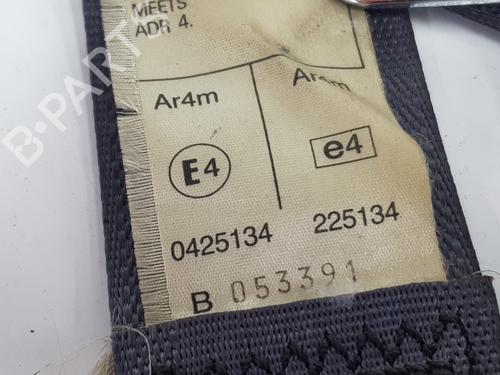 MEETS
ADR 4.
Ar4m Ar4m
E4 e4
0425134 225134
B 053391
B-PARTS